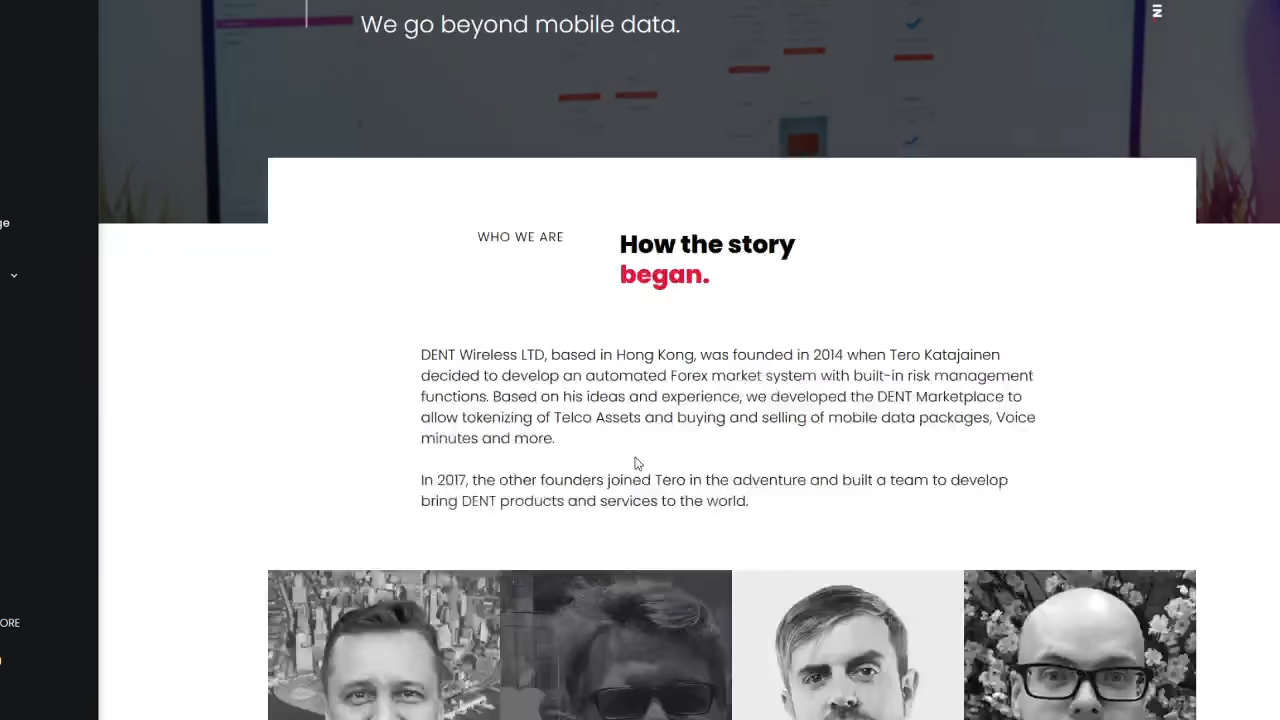 We go beyond mobile data.
ge
WHO WE ARE
How the story
began.
DENT Wireless LTD, based in Hong Kong, was founded in 2014 when Tero Katajainen
decided to develop an automated Forex market system with built-in risk management
functions. Based on his ideas and experience, we developed the DENT Marketplace to
allow tokenizing of Telco Assets and buying and selling of mobile data packages, Voice
minutes and more.
In 2017, the other founders joined Tero in the adventure and built a team to develop
bring DENT products and services to the world.
ORE